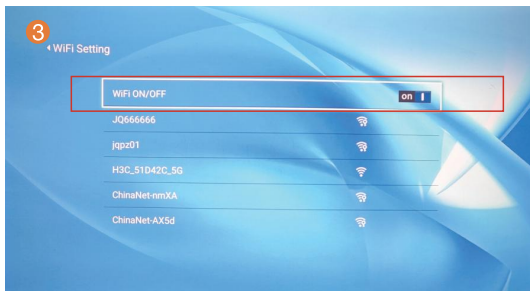 3
WiFi Setting
WiFi ON/OFF
on
JQ666666
jqpz01
H3C_51D42C_5G
ChinaNet-nmXA
ChinaNet-AX5d